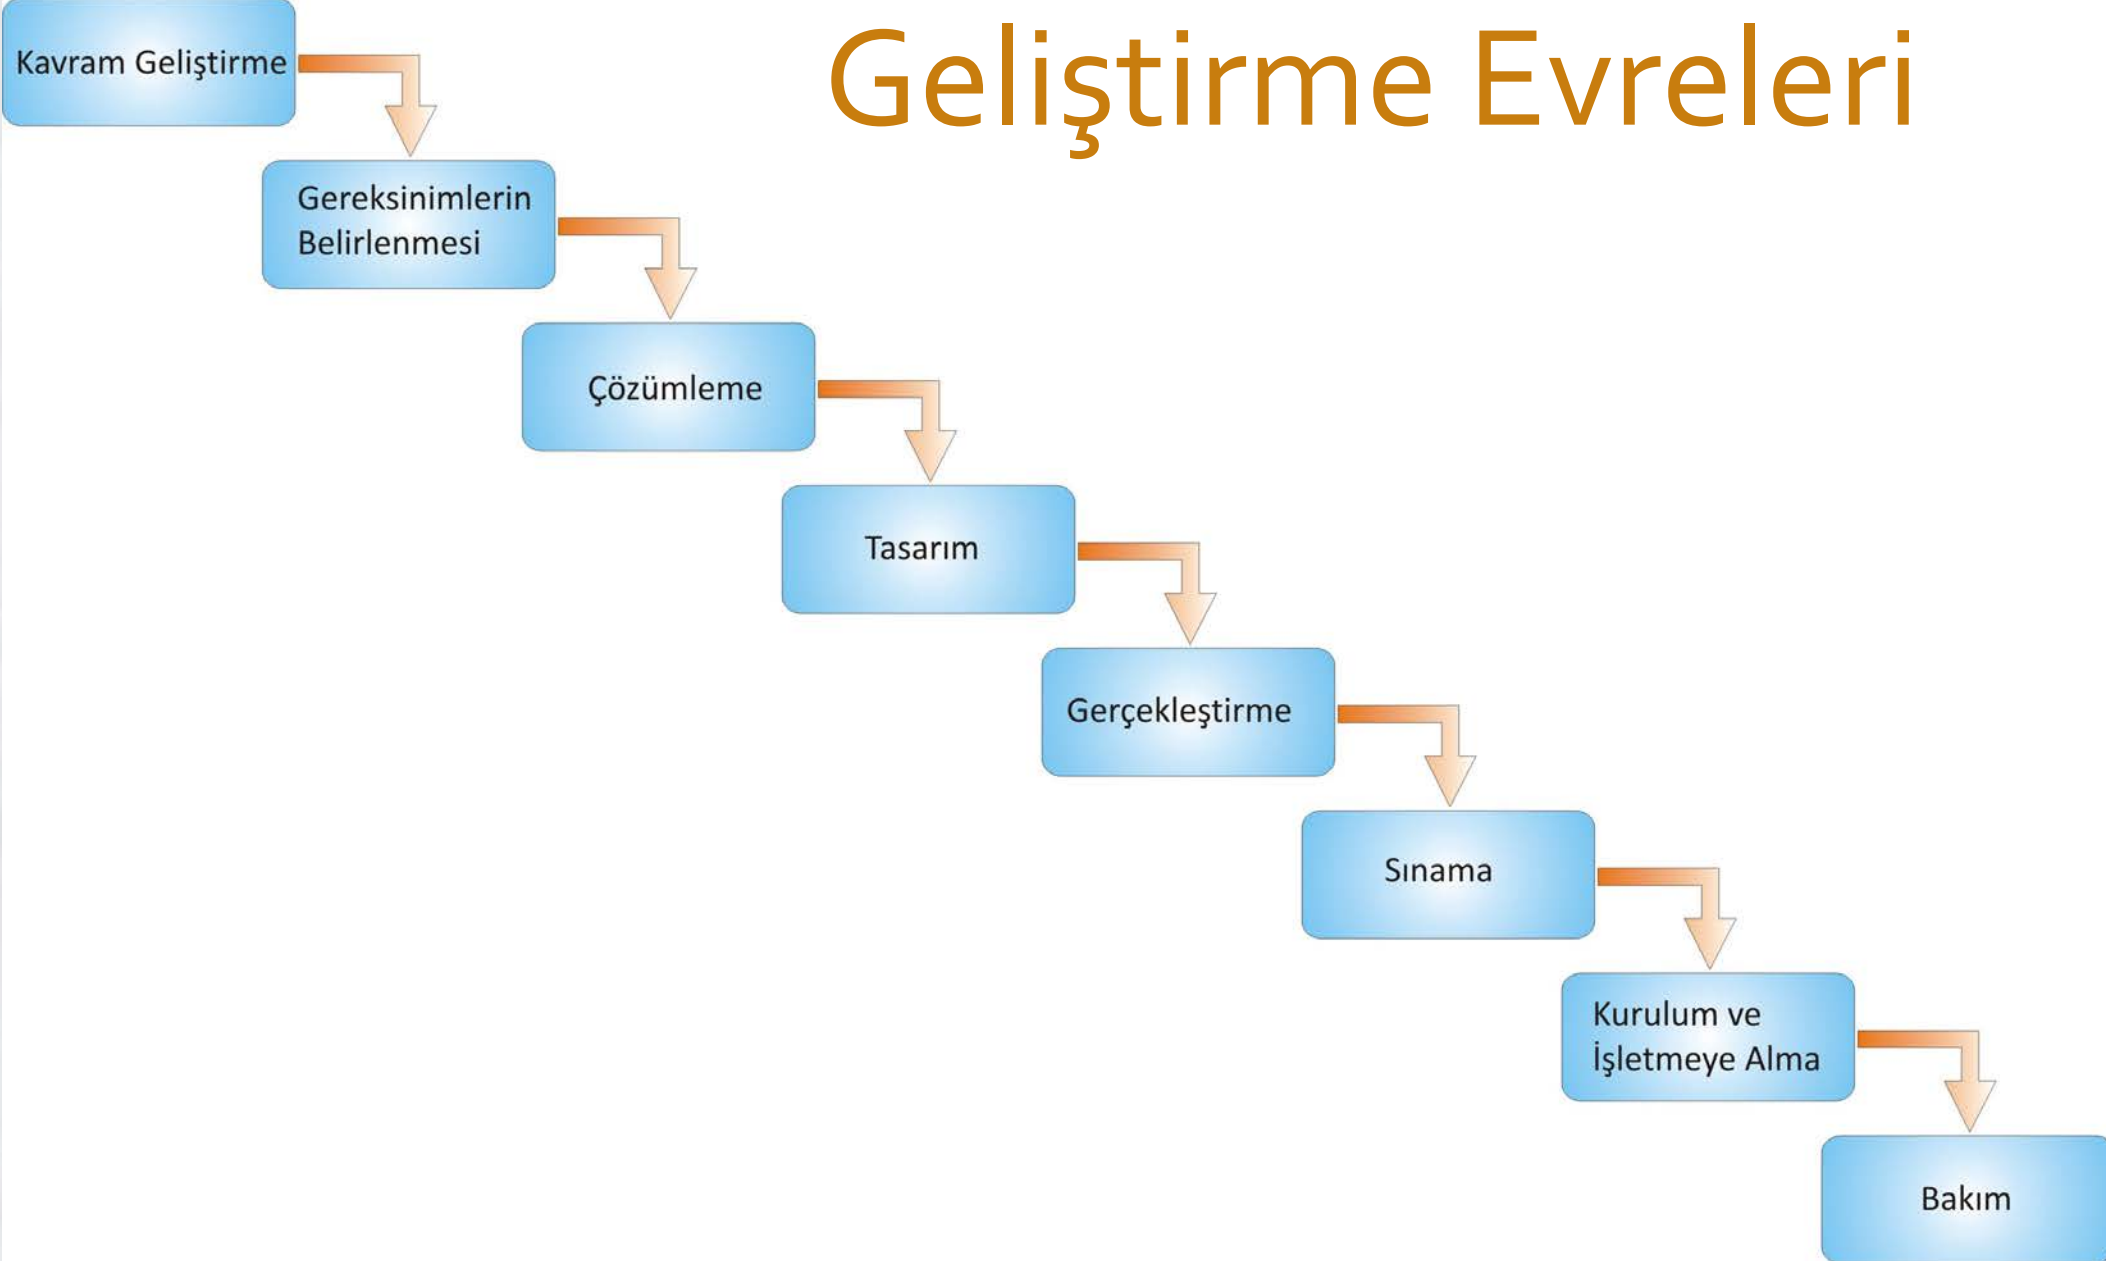 Geliştirme Evreleri
Kavram Geliştirme
Gereksinimlerin
Belirlenmesi
Çözümleme
Tasarım
Gerçekleştirme
Sınama
Kurulum ve
İşletmeye Alma
Bakım